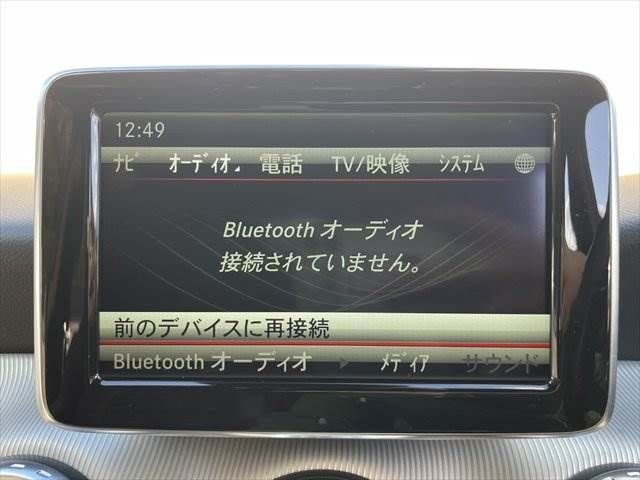 12:49
ナビ オーディオ 電話 TV/映像 システム
Bluetooth オーディオ
接続されていません。
前のデバイスに再接続
Bluetooth オーディオ メディア サウンド